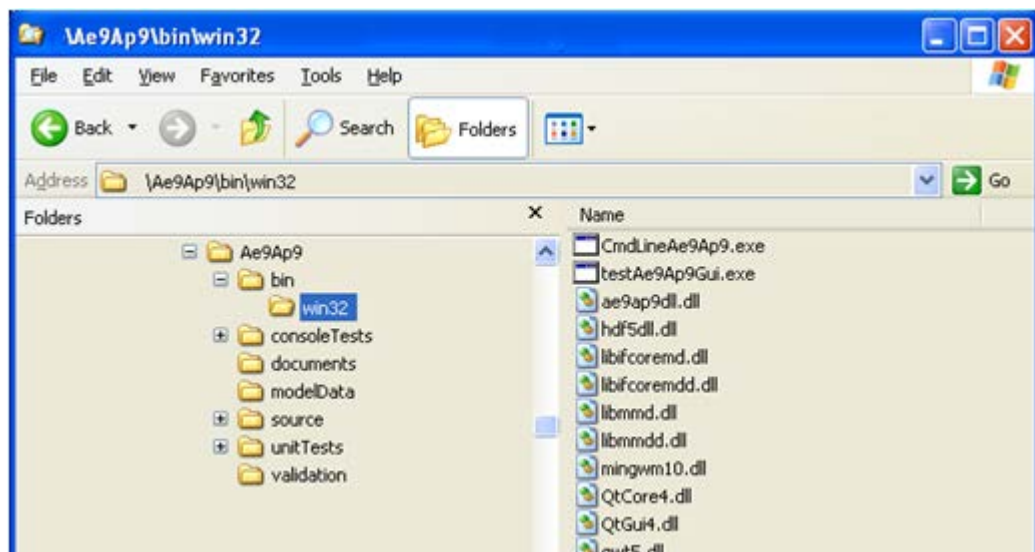 \Ae9Ap9\bin\win32
File Edit View Favorites Tools Help
Back Search Folders
Address \Ae9Ap9\bin\win32 Go
Folders x Name
Ae9Ap9
bin
win32
consoleTests
documents
modelData
source
unitTests
validation
CmdLineAe9Ap9.exe
testAe9Ap9Gui.exe
ae9ap9dll.dll
hdf5dll.dll
libifcoremd.dll
libifcoremdd.dll
libmmd.dll
libmmdd.dll
mingwm10.dll
QtCore4.dll
QtGui4.dll
qwt5.dll